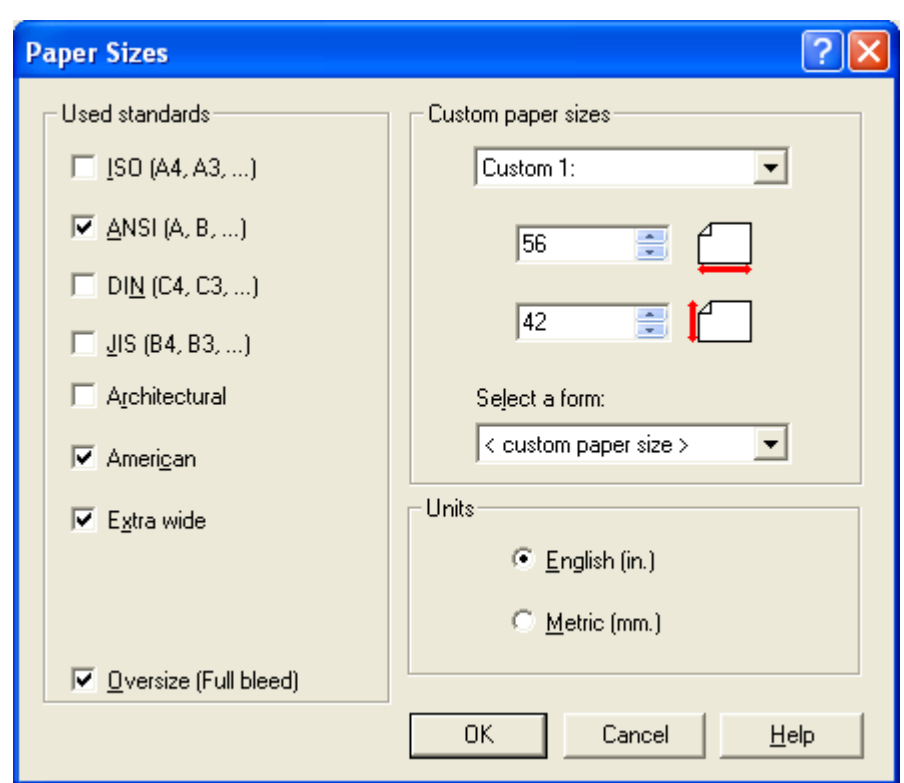 Paper Sizes
Used standards
ISO (A4, A3, ...)
ANSI (A, B, ...)
DIN (C4, C3, ...)
JIS (B4, B3, ...)
Architectural
American
Extra wide
Oversize (Full bleed)
Custom paper sizes
Custom 1:
56
42
Select a form:
< custom paper size >
Units
English (in.)
Metric (mm.)
OK Cancel Help